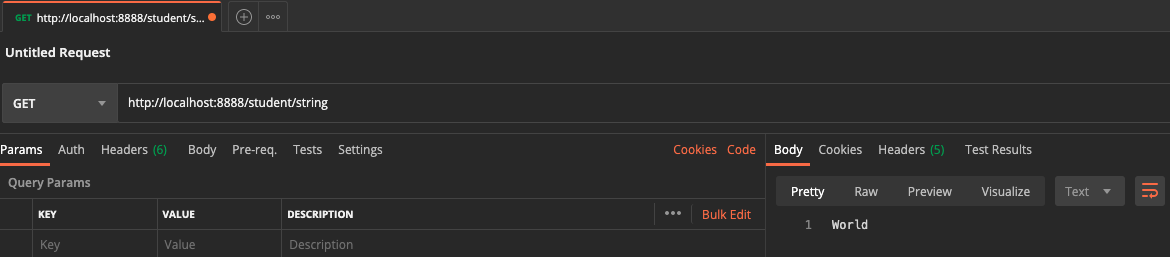 GET http://localhost:8888/student/s...
Untitled Request
GET http://localhost:8888/student/string
Params Auth Headers (6) Body Pre-req. Tests Settings Cookies Code
Body Cookies Headers (5) Test Results
Query Params
Pretty Raw Preview Visualize Text
KEY VALUE DESCRIPTION ••• Bulk Edit
1 World
Key Value Description